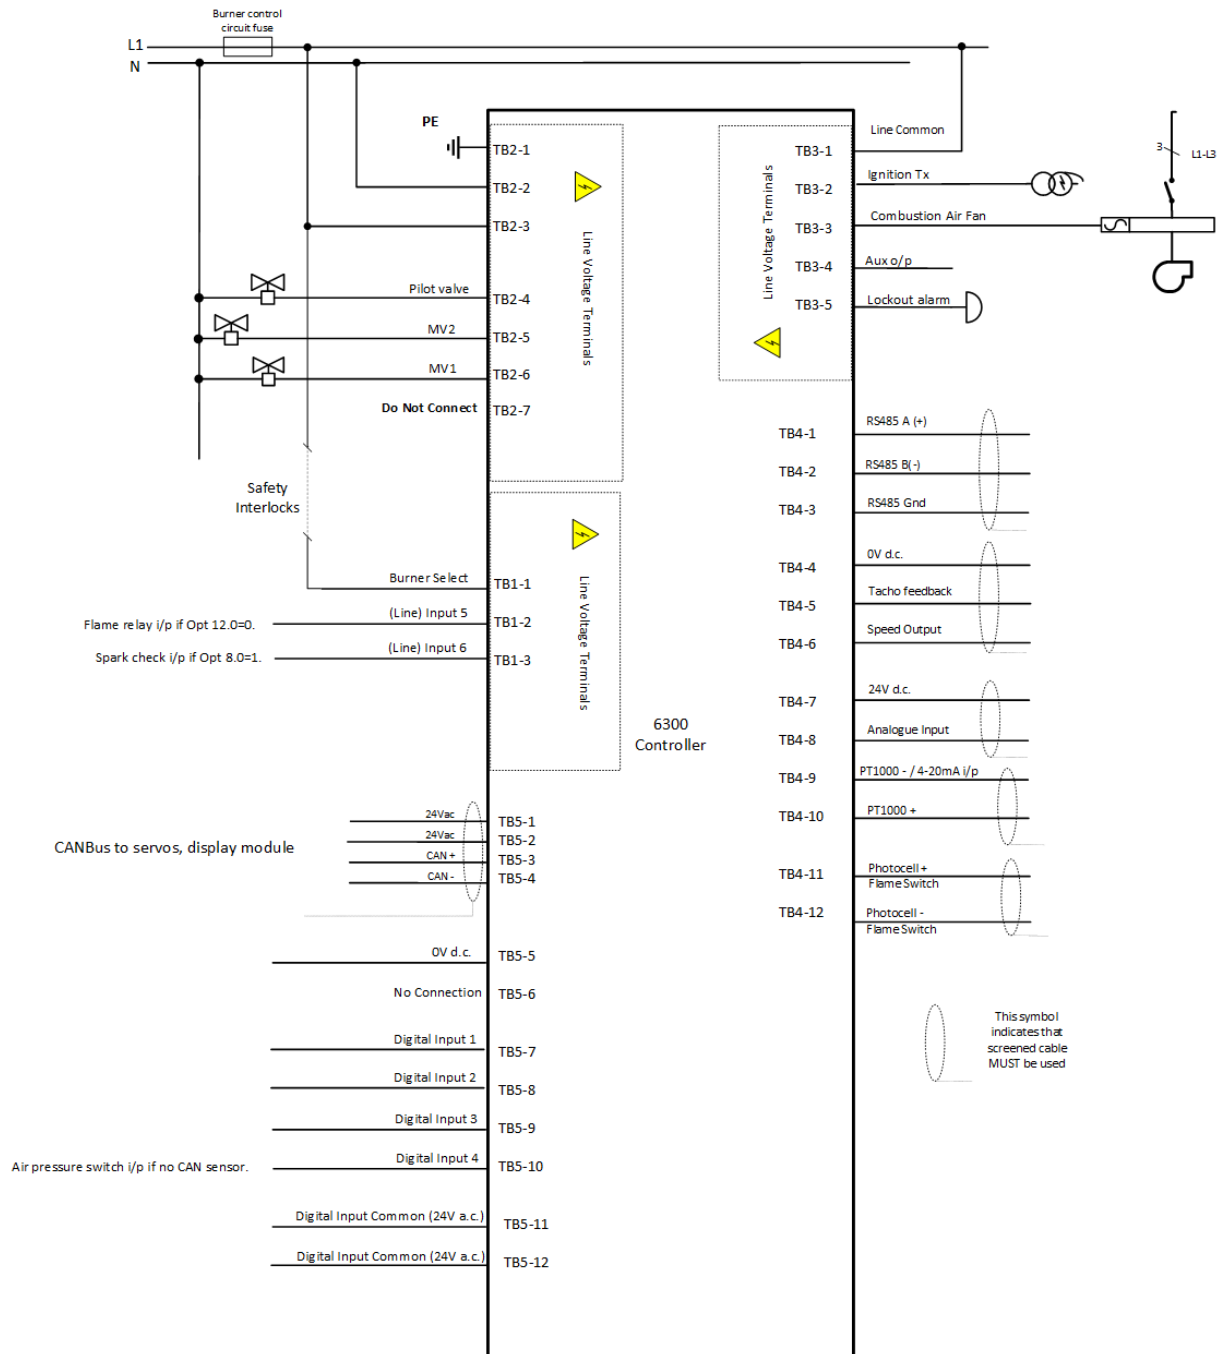 Burner control
circuit fuse
L1
N
PE
TB2-1
TB2-2
TB2-3
Pilot valve
TB2-4
MV2
TB2-5
MV1
TB2-6
Do Not Connect
TB2-7
Line Voltage Terminals
Safety
Interlocks
Burner Select
TB1-1
Flame relay i/p if Opt 12.0=0.
(Line) Input 5
TB1-2
Spark check i/p if Opt 8.0=1.
(Line) Input 6
TB1-3
Line Voltage Terminals
6300
Controller
CANBus to servos, display module
24Vac
TB5-1
24Vac
TB5-2
CAN +
TB5-3
CAN -
TB5-4
0V d.c.
TB5-5
No Connection
TB5-6
Digital Input 1
TB5-7
Digital Input 2
TB5-8
Digital Input 3
TB5-9
Air pressure switch i/p if no CAN sensor.
Digital Input 4
TB5-10
Digital Input Common (24V a.c.)
TB5-11
Digital Input Common (24V a.c.)
TB5-12
Line Voltage Terminals
Line Common
TB3-1
Ignition Tx
TB3-2
Combustion Air Fan
TB3-3
Aux o/p
TB3-4
Lockout alarm
TB3-5
3
L1-L3
RS485 A (+)
TB4-1
RS485 B(-)
TB4-2
RS485 Gnd
TB4-3
0V d.c.
TB4-4
Tacho feedback
TB4-5
Speed Output
TB4-6
24V d.c.
TB4-7
Analogue Input
TB4-8
PT1000 - / 4-20mA i/p
TB4-9
PT1000 +
TB4-10
Photocell +
TB4-11
Flame Switch
Photocell -
TB4-12
Flame Switch
This symbol
indicates that
screened cable
MUST be used